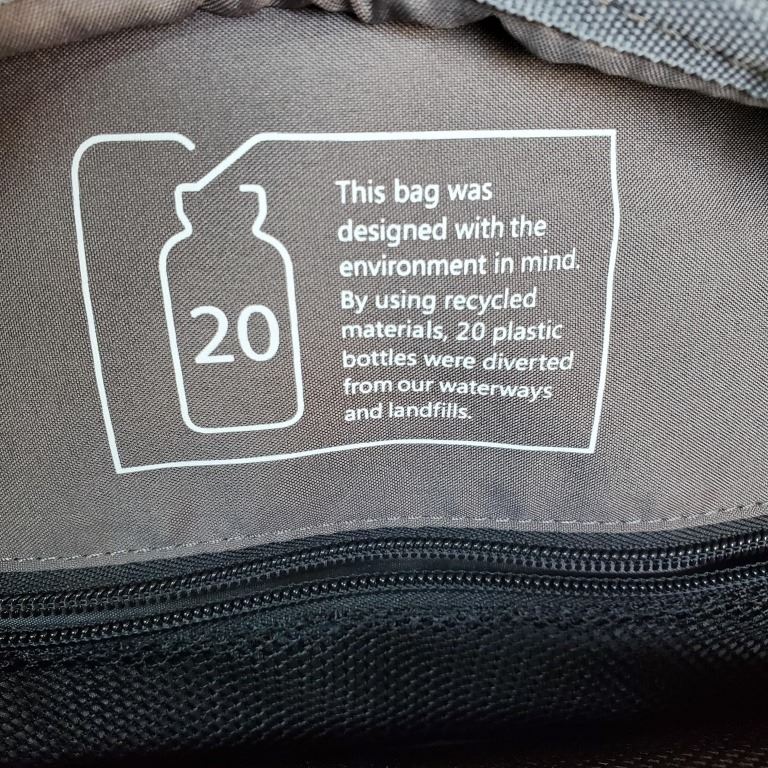 20
This bag was
designed with the
environment in mind.
By using recycled
materials, 20 plastic
bottles were diverted
from our waterways
and landfills.